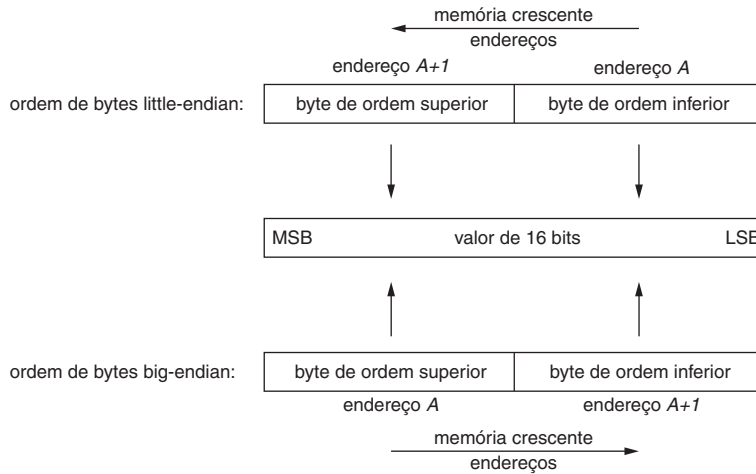 memória crescente
endereços
endereço A+1 endereço A
ordem de bytes little-endian: byte de ordem superior byte de ordem inferior
MSB valor de 16 bits LSB
ordem de bytes big-endian: byte de ordem superior byte de ordem inferior
endereço A endereço A+1
memória crescente
endereços